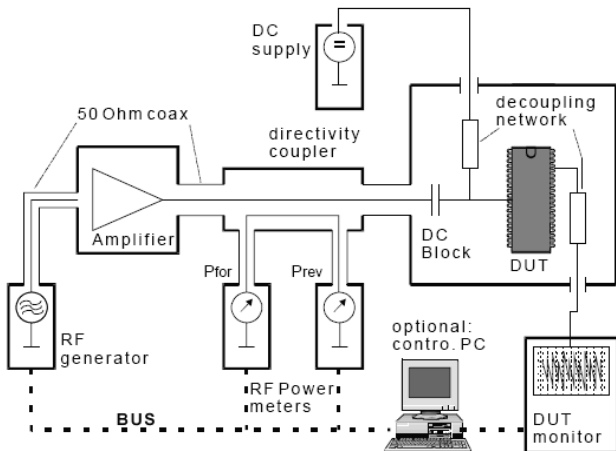 DC
supply
=
50 Ohm coax
directivity
coupler
decoupling
network
Amplifier
DC
Block
DUT
Pfor
Prev
RF
generator
RF Power
meters
optional:
contro. PC
BUS
DUT
monitor